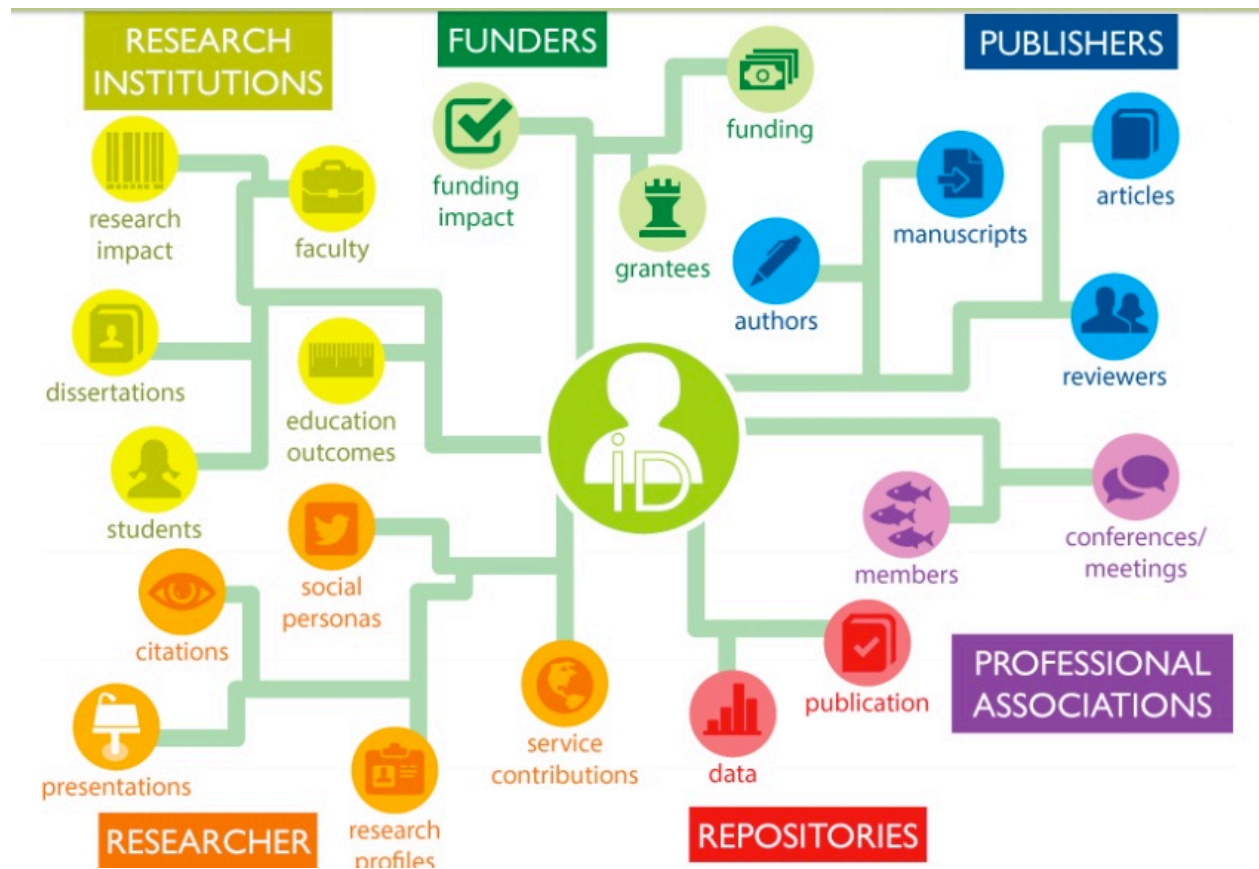 RESEARCH
INSTITUTIONS
research
impact
faculty
dissertations
education
outcomes
students
FUNDERS
funding
impact
funding
grantees
PUBLISHERS
articles
manuscripts
authors
reviewers
iD
conferences/
meetings
members
PROFESSIONAL
ASSOCIATIONS
social
personas
citations
presentations
service
contributions
research
profiles
RESEARCHER
publication
data
REPOSITORIES